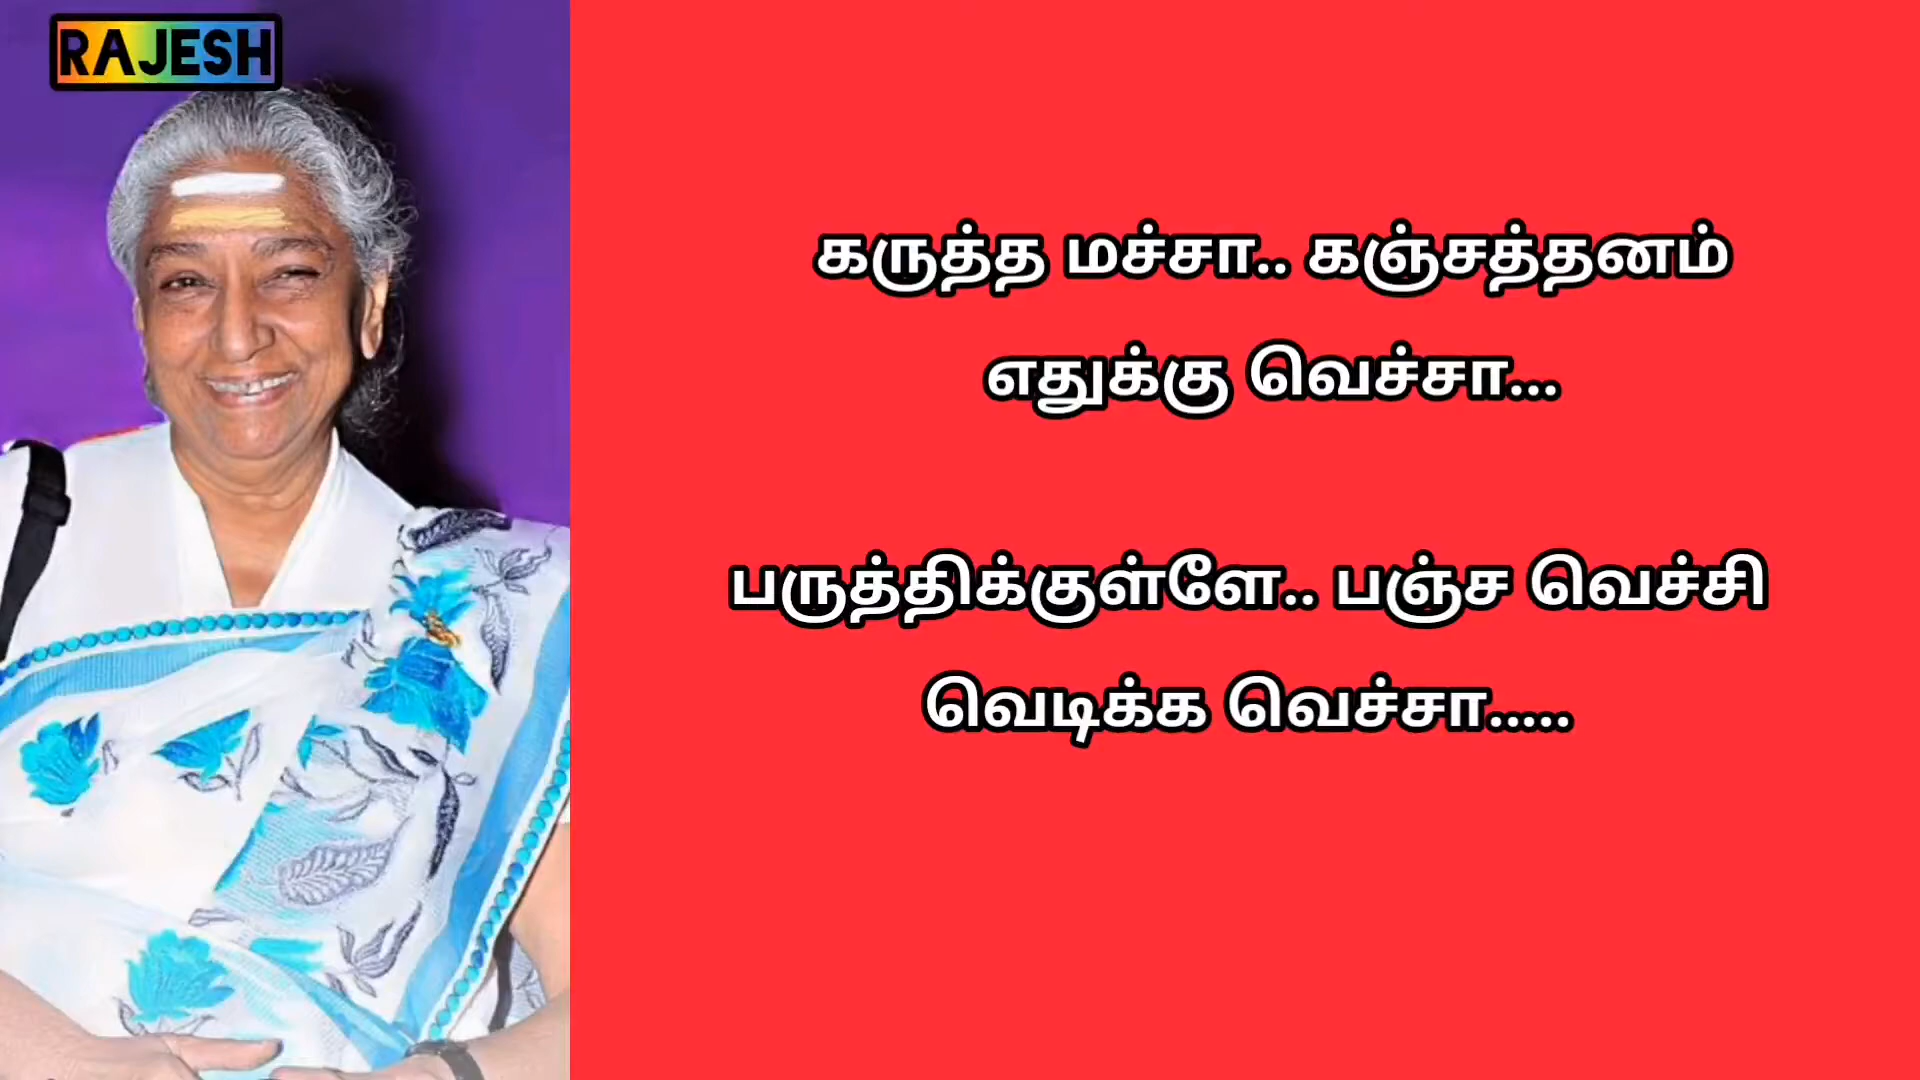 RAJESH
கருத்த மச்சா.. கஞ்சத்தனம்
எதுக்கு வெச்சா...
பருத்திக்குள்ளே.. பஞ்ச வெச்சி
வெடிக்க வெச்சா.....